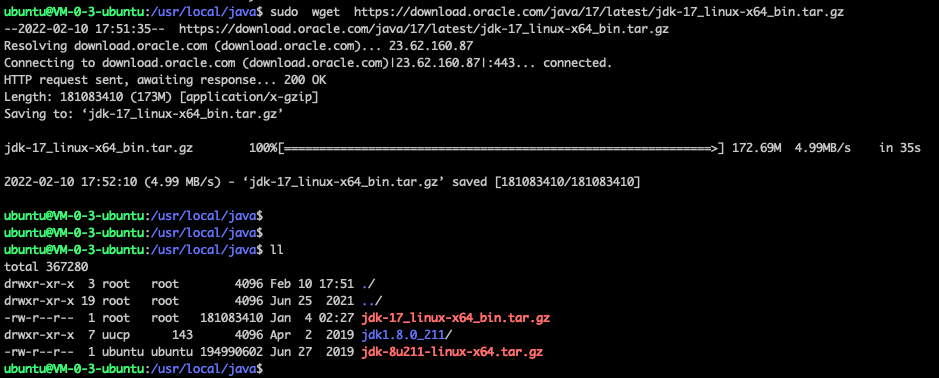 ubuntu@VM-0-3-ubuntu:/usr/local/java$ sudo  wget  https://download.oracle.com/java/17/latest/jdk-17_linux-x64_bin.tar.gz
--2022-02-10 17:51:35--  https://download.oracle.com/java/17/latest/jdk-17_linux-x64_bin.tar.gz
Resolving download.oracle.com (download.oracle.com)... 23.62.160.87
Connecting to download.oracle.com (download.oracle.com)|23.62.160.87|:443... connected.
HTTP request sent, awaiting response... 200 OK
Length: 181083410 (173M) [application/x-gzip]
Saving to: ‘jdk-17_linux-x64_bin.tar.gz’
jdk-17_linux-x64_bin.tar.gz        100%[=============================================================>] 172.69M  4.99MB/s    in 35s
2022-02-10 17:52:10 (4.99 MB/s) - ‘jdk-17_linux-x64_bin.tar.gz’ saved [181083410/181083410]
ubuntu@VM-0-3-ubuntu:/usr/local/java$
ubuntu@VM-0-3-ubuntu:/usr/local/java$
ubuntu@VM-0-3-ubuntu:/usr/local/java$ ll
total 367280
drwxr-xr-x  3 root   root        4096 Feb 10 17:51 ./
drwxr-xr-x 19 root   root        4096 Jun 25  2021 ../
-rw-r--r--  1 root   root   181083410 Jan  4 02:27 jdk-17_linux-x64_bin.tar.gz
drwxr-xr-x  7 uucp      143      4096 Apr  2  2019 jdk1.8.0_211/
-rw-r--r--  1 ubuntu ubuntu 194990602 Jun 27  2019 jdk-8u211-linux-x64.tar.gz
ubuntu@VM-0-3-ubuntu:/usr/local/java$